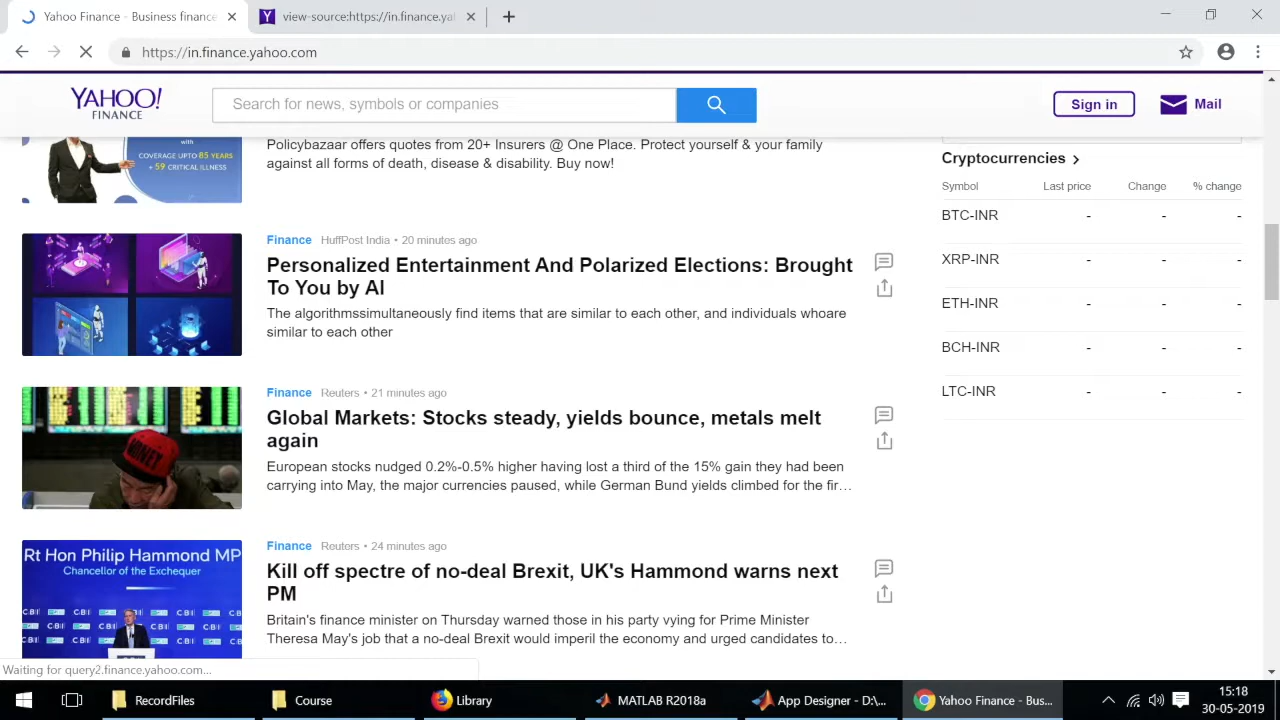 Yahoo Finance - Business finance
view-source:https://in.finance.ya
https://in.finance.yahoo.com
YAHOO!
FINANCE
Search for news, symbols or companies
Sign in
Mail
with
COVERAGE UPTO 85 YEARS
+ 59 CRITICAL ILLNESS
Policybazaar offers quotes from 20+ Insurers @ One Place. Protect yourself & your family
against all forms of death, disease & disability. Buy now!
Finance HuffPost India • 20 minutes ago
Personalized Entertainment And Polarized Elections: Brought
To You by AI
The algorithmssimultaneously find items that are similar to each other, and individuals whoare
similar to each other
MONEY
Finance Reuters • 21 minutes ago
Global Markets: Stocks steady, yields bounce, metals melt
again
European stocks nudged 0.2%-0.5% higher having lost a third of the 15% gain they had been
carrying into May, the major currencies paused, while German Bund yields climbed for the fir…
Rt Hon Philip Hammond MP
Chancellor of the Exchequer
Finance Reuters • 24 minutes ago
Kill off spectre of no-deal Brexit, UK's Hammond warns next
PM
Britain's finance minister on Thursday warned those in his party vying for Prime Minister
Theresa May's job that a no-deal Brexit would imperil the economy and urged candidates to…
Cryptocurrencies
Symbol Last price Change % change
BTC-INR - - -
XRP-INR - - -
ETH-INR - - -
BCH-INR - - -
LTC-INR - - -
Waiting for query2.finance.yahoo.com...
RecordFiles
Course
Library
MATLAB R2018a
App Designer - D:\...
Yahoo Finance - Bus...
15:18
30-05-2019